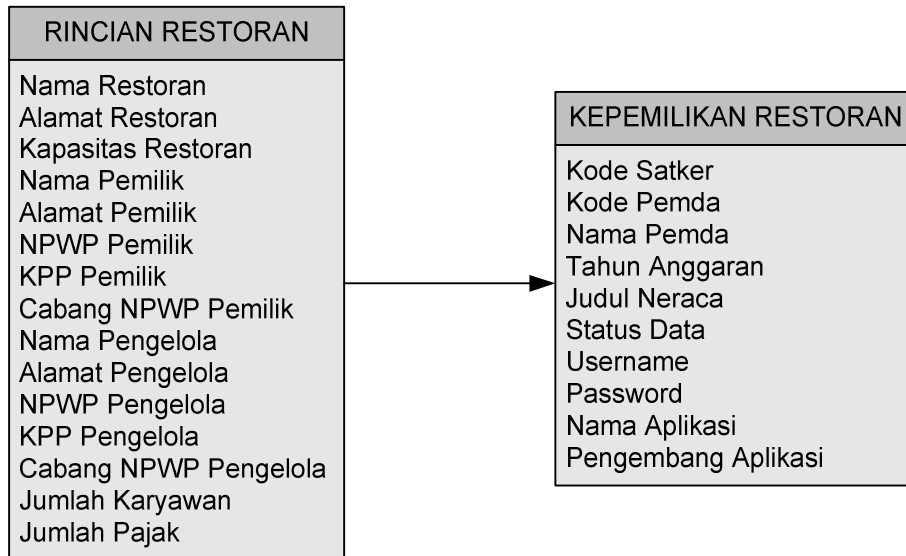 RINCIAN RESTORAN
Nama Restoran
Alamat Restoran
Kapasitas Restoran
Nama Pemilik
Alamat Pemilik
NPWP Pemilik
KPP Pemilik
Cabang NPWP Pemilik
Nama Pengelola
Alamat Pengelola
NPWP Pengelola
KPP Pengelola
Cabang NPWP Pengelola
Jumlah Karyawan
Jumlah Pajak
KEPEMILIKAN RESTORAN
Kode Satker
Kode Pemda
Nama Pemda
Tahun Anggaran
Judul Neraca
Status Data
Username
Password
Nama Aplikasi
Pengembang Aplikasi